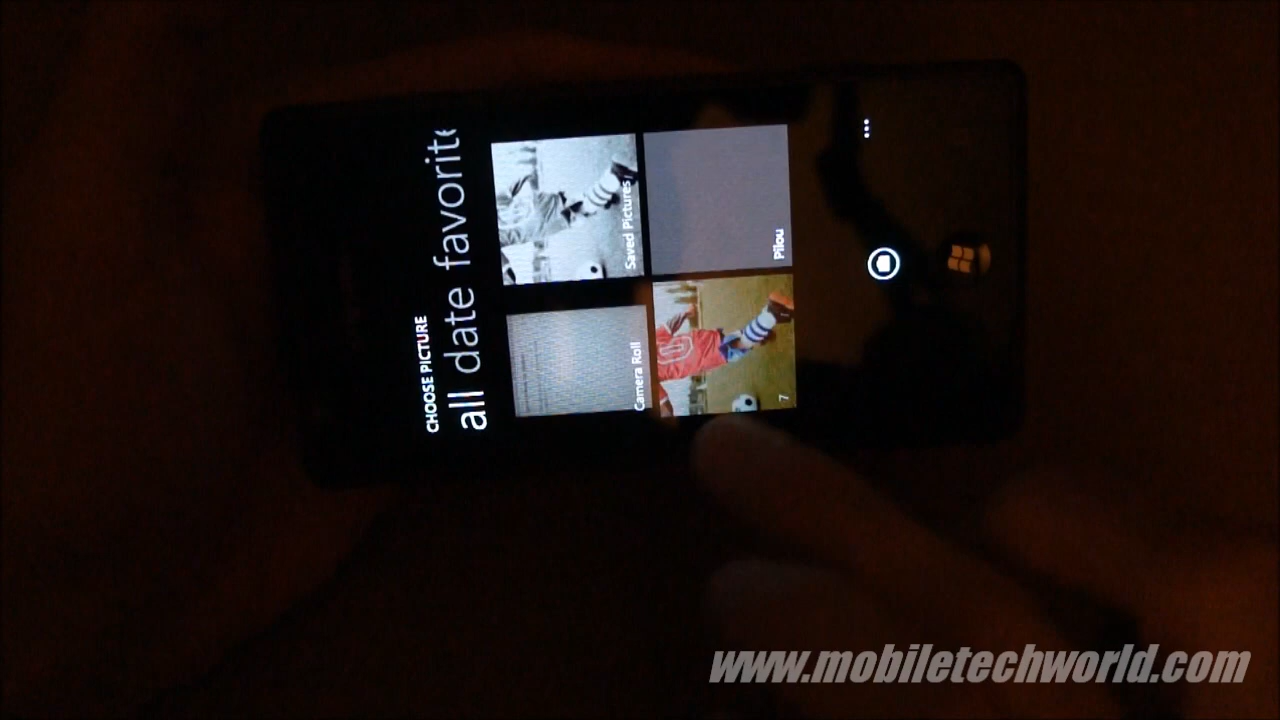 CHOOSE PICTURE
all date favorite
Camera Roll
Saved Pictures
7
Pilou
www.mobiletechworld.com